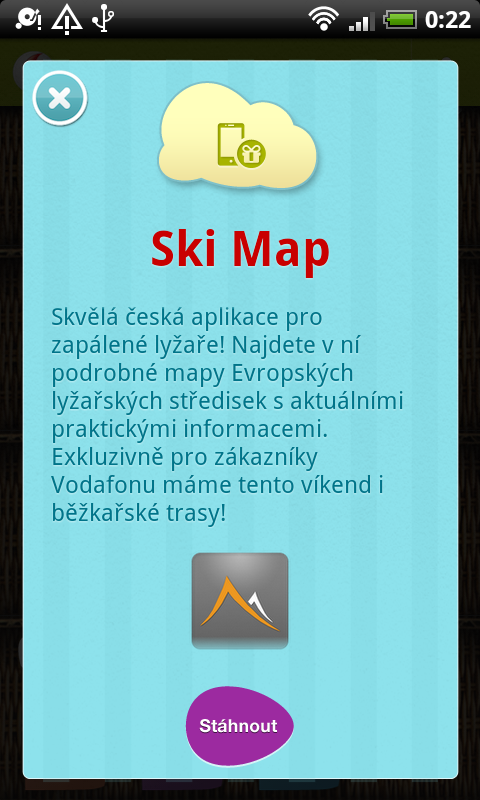 0:22
Ski Map
Skvělá česká aplikace pro
zapálené lyžaře! Najdete v ní
podrobné mapy Evropských
lyžařských středisek s aktuálními
praktickými informacemi.
Exkluzivně pro zákazníky
Vodafonu máme tento víkend i
běžkařské trasy!
Stáhnout